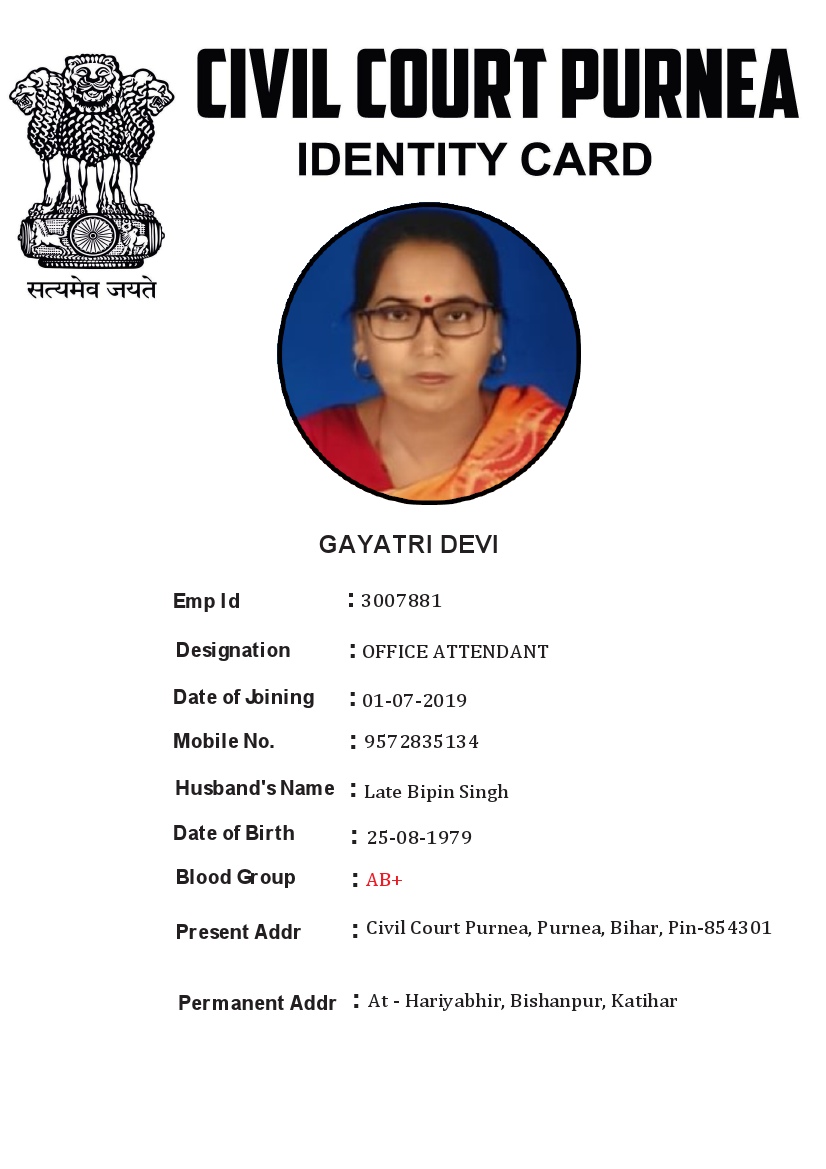 CIVIL COURT PURNEA
IDENTITY CARD
सत्यमेव जयते
GAYATRI DEVI
Emp Id : 3007881
Designation : OFFICE ATTENDANT
Date of Joining : 01-07-2019
Mobile No. : 9572835134
Husband's Name : Late Bipin Singh
Date of Birth : 25-08-1979
Blood Group : AB+
Present Addr : Civil Court Purnea, Purnea, Bihar, Pin-854301
Permanent Addr : At - Hariyabhir, Bishanpur, Katihar